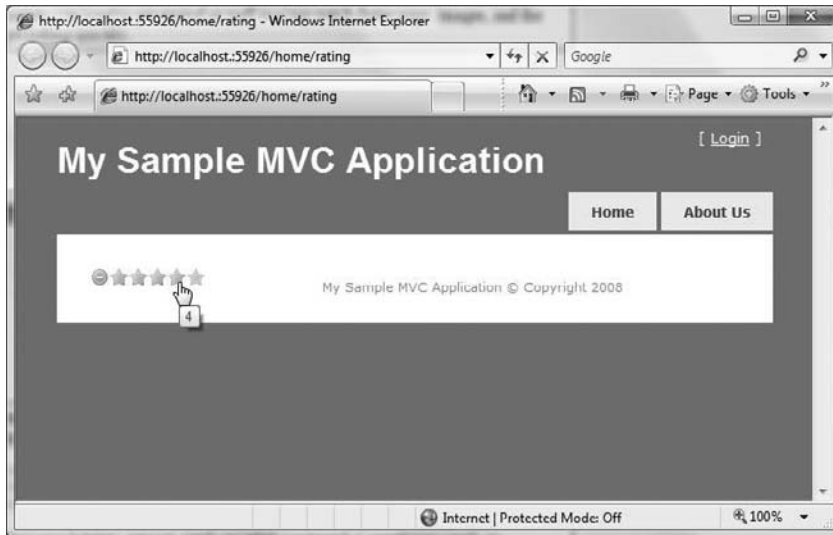 http://localhost.:55926/home/rating - Windows Internet Explorer
http://localhost.:55926/home/rating
Google
http://localhost.:55926/home/rating
Page
Tools
[ Login ]
My Sample MVC Application
Home
About Us
My Sample MVC Application © Copyright 2008
4
Internet | Protected Mode: Off
100%